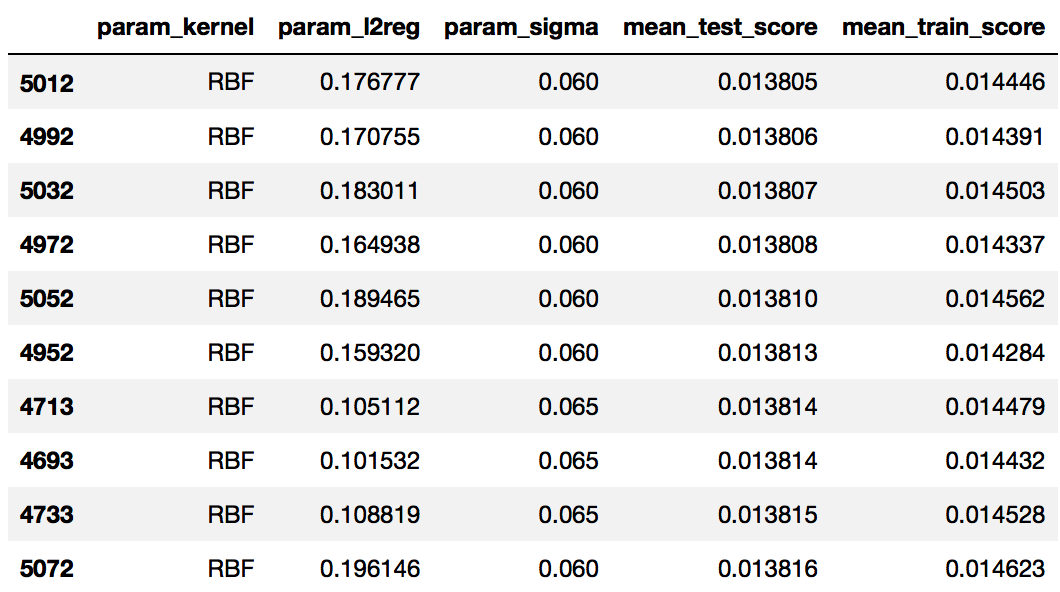 param_kernel param_l2reg param_sigma mean_test_score mean_train_score
5012 RBF 0.176777 0.060 0.013805 0.014446
4992 RBF 0.170755 0.060 0.013806 0.014391
5032 RBF 0.183011 0.060 0.013807 0.014503
4972 RBF 0.164938 0.060 0.013808 0.014337
5052 RBF 0.189465 0.060 0.013810 0.014562
4952 RBF 0.159320 0.060 0.013813 0.014284
4713 RBF 0.105112 0.065 0.013814 0.014479
4693 RBF 0.101532 0.065 0.013814 0.014432
4733 RBF 0.108819 0.065 0.013815 0.014528
5072 RBF 0.196146 0.060 0.013816 0.014623